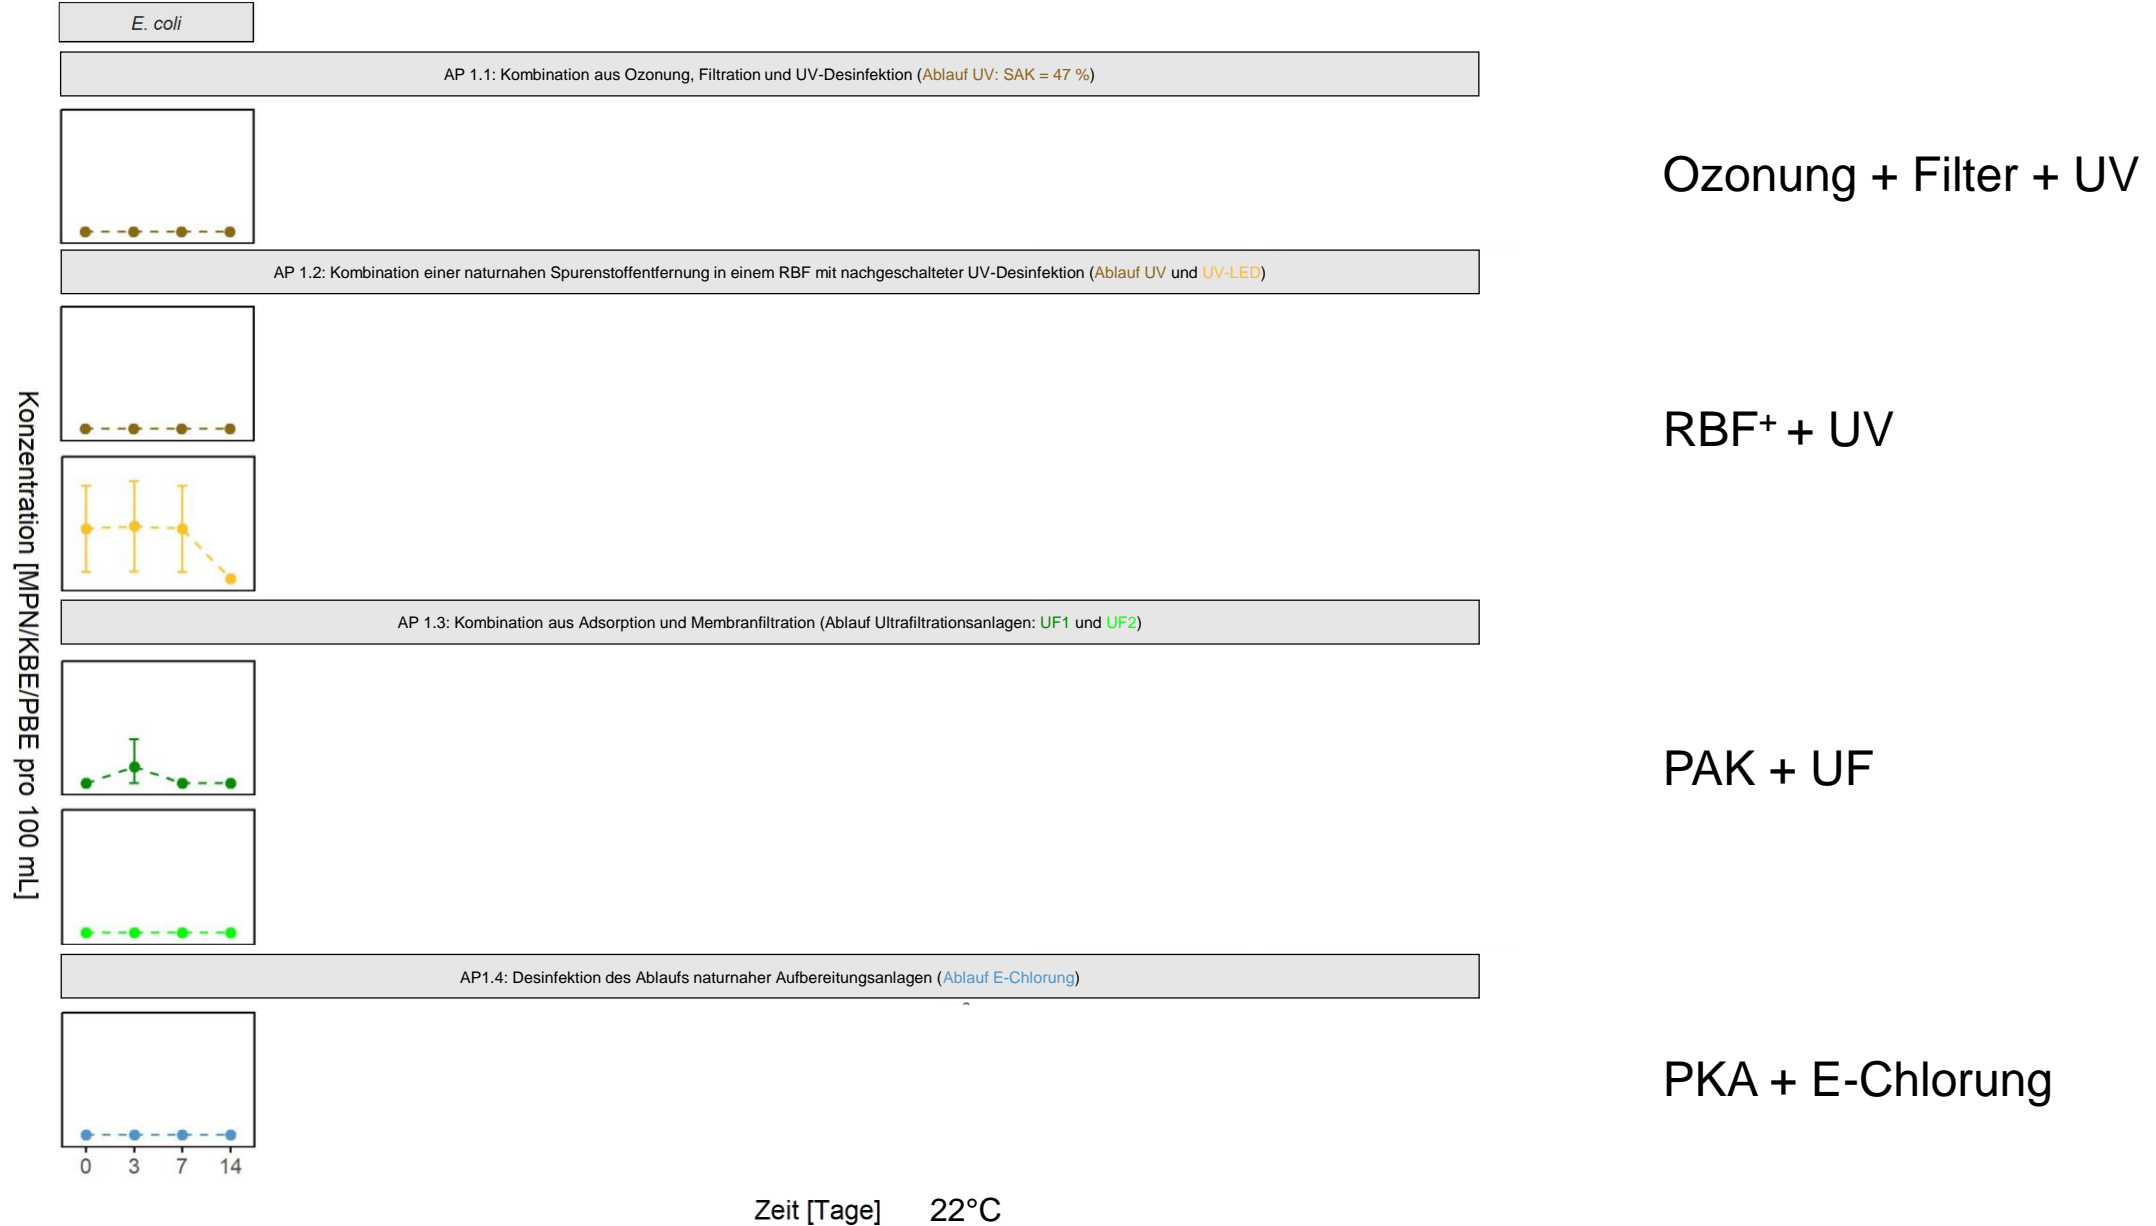 E. coli
AP 1.1: Kombination aus Ozonung, Filtration und UV-Desinfektion (Ablauf UV: SAK = 47 %)
Ozonung + Filter + UV
AP 1.2: Kombination einer naturnahen Spurenstoffentfernung in einem RBF mit nachgeschalteter UV-Desinfektion (Ablauf UV und UV-LED)
RBF⁺ + UV
Konzentration [MPN/KBE/PBE pro 100 mL]
AP 1.3: Kombination aus Adsorption und Membranfiltration (Ablauf Ultrafiltrationsanlagen: UF1 und UF2)
PAK + UF
AP1.4: Desinfektion des Ablaufs naturnaher Aufbereitungsanlagen (Ablauf E-Chlorung)
PKA + E-Chlorung
0 3 7 14
Zeit [Tage] 22°C